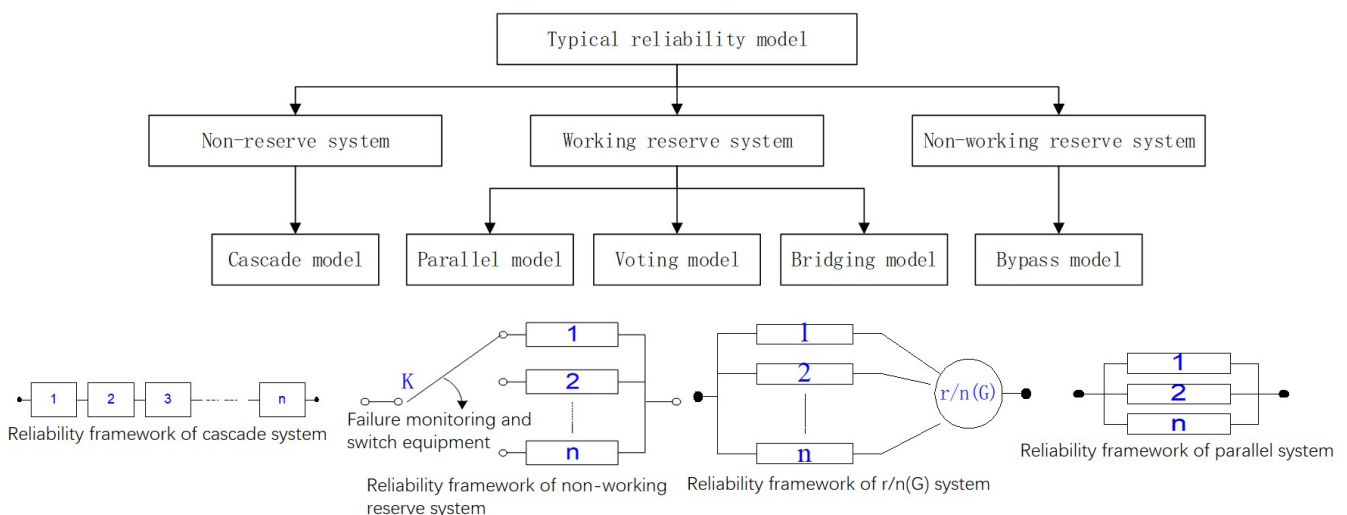 Typical reliability model
Non-reserve system
Working reserve system
Non-working reserve system
Cascade model
Parallel model
Voting model
Bridging model
Bypass model
1
2
3
n
Reliability framework of cascade system
K
Failure monitoring and
switch equipment
1
2
n
Reliability framework of non-working
reserve system
1
2
n
r/n(G)
Reliability framework of r/n(G) system
1
2
n
Reliability framework of parallel system